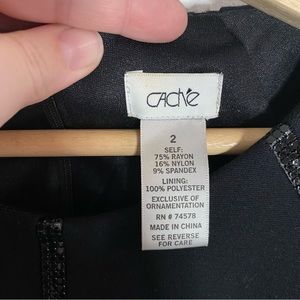 CACHÉ
2
SELF:
75% RAYON
16% NYLON
9% SPANDEX
LINING:
100% POLYESTER
EXCLUSIVE OF
ORNAMENTATION
RN # 74578
MADE IN CHINA
SEE REVERSE
FOR CARE